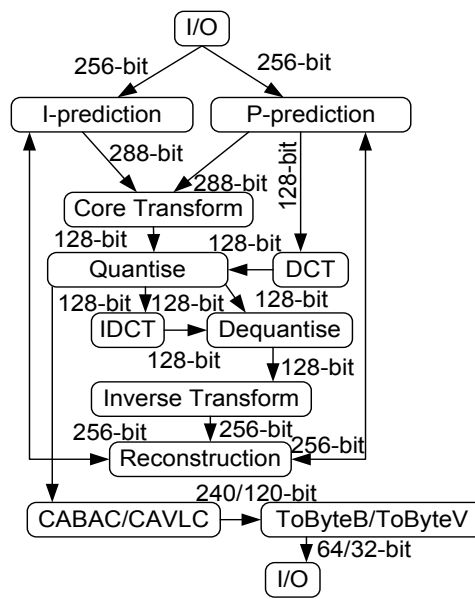 I/O
256-bit
256-bit
I-prediction
P-prediction
288-bit
288-bit
128-bit
Core Transform
128-bit
128-bit
Quantise
DCT
128-bit
128-bit
128-bit
IDCT
Dequantise
128-bit
128-bit
Inverse Transform
256-bit
256-bit
256-bit
Reconstruction
240/120-bit
CABAC/CAVLC
ToByteB/ToByteV
64/32-bit
I/O